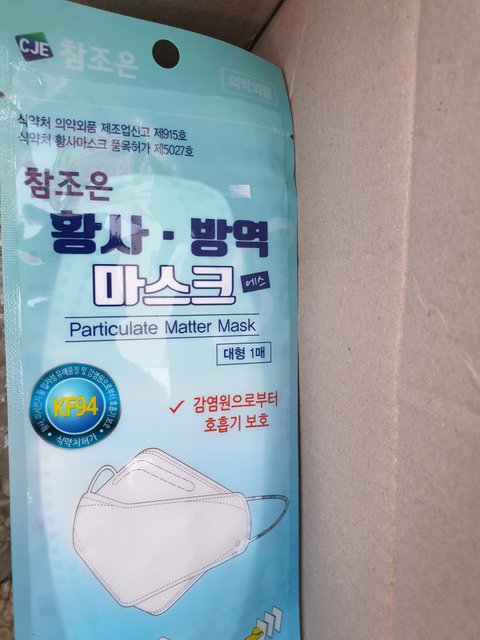 CJE 참조은
의약외품
식약처 의약외품 제조업신고 제915호
식약처 황사마스크 품목허가 제5027호
참조은
황사·방역
마스크 에스
Particulate Matter Mask
대형 1매
KF94
식약처허가
✓ 감염원으로부터
호흡기 보호